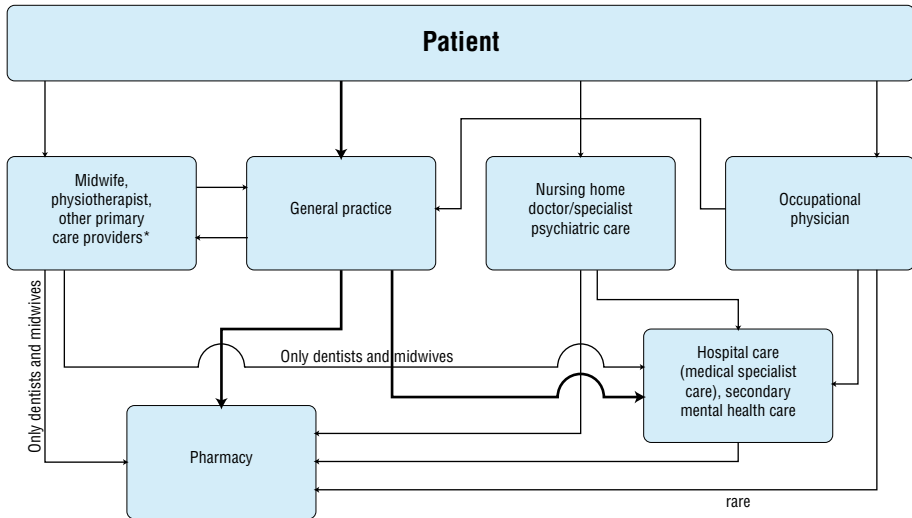 Patient
Midwife,
physiotherapist,
other primary
care providers*
General practice
Nursing home
doctor/specialist
psychiatric care
Occupational
physician
Only dentists and midwives
Only dentists and midwives
Hospital care
(medical specialist
care), secondary
mental health care
Pharmacy
rare